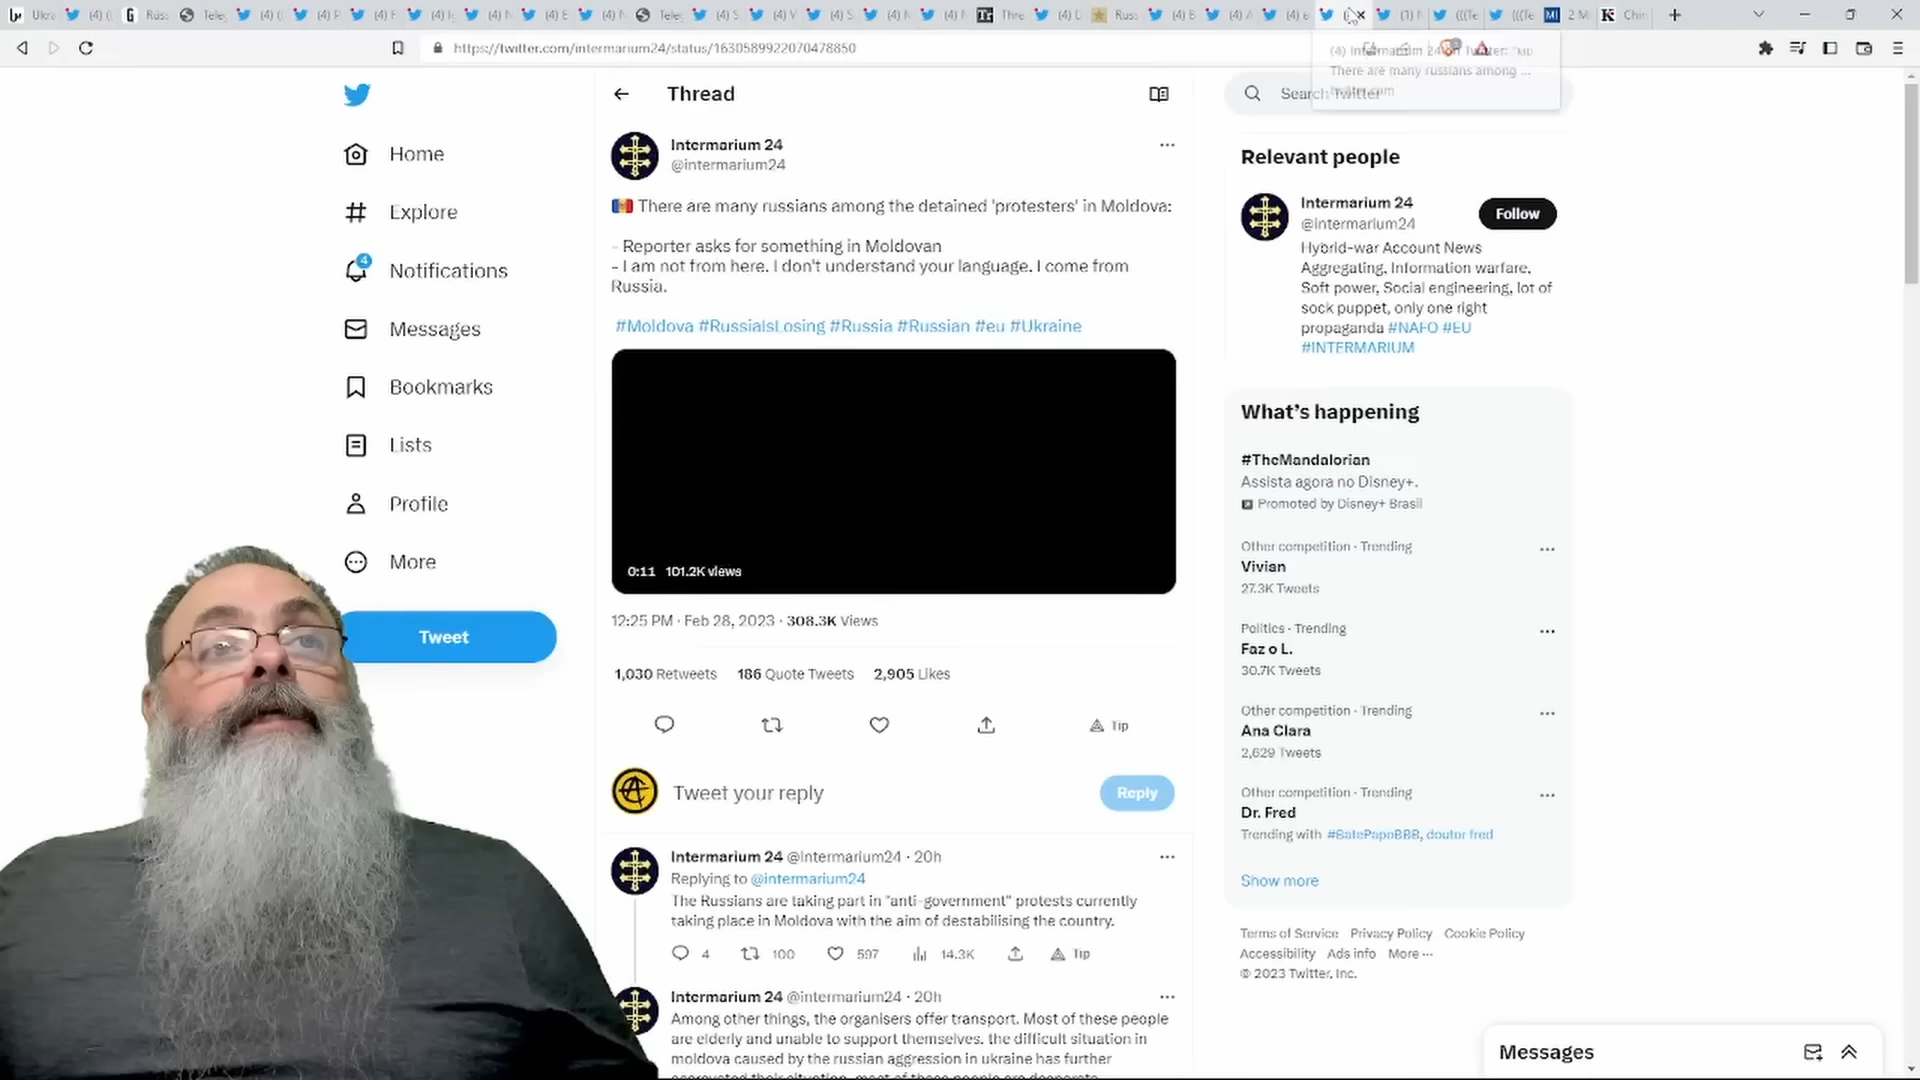 https://twitter.com/intermarium24/status/1630589922070478850
Thread
Search Twitter
Home
Explore
4
Notifications
Messages
Bookmarks
Lists
Profile
More
Tweet
Intermarium 24
@intermarium24
There are many russians among the detained 'protesters' in Moldova:
- Reporter asks for something in Moldovan
- I am not from here. I don't understand your language. I come from
Russia.
#Moldova #RussiaIsLosing #Russia #Russian #eu #Ukraine
0:11 101.2K views
12:25 PM · Feb 28, 2023 · 308.3K Views
1,030 Retweets 186 Quote Tweets 2,905 Likes
Tip
Tweet your reply
Reply
Intermarium 24 @intermarium24 · 20h
Replying to @intermarium24
The Russians are taking part in "anti-government" protests currently
taking place in Moldova with the aim of destabilising the country.
4 100 597 14.3K Tip
Intermarium 24 @intermarium24 · 20h
Among other things, the organisers offer transport. Most of these people
are elderly and unable to support themselves. the difficult situation in
moldova caused by the russian aggression in ukraine has further
Relevant people
Intermarium 24
@intermarium24
Follow
Hybrid-war Account News
Aggregating, Information warfare,
Soft power, Social engineering, lot of
sock puppet, only one right
propaganda #NAFO #EU
#INTERMARIUM
What's happening
#TheMandalorian
Assista agora no Disney+.
Promoted by Disney+ Brasil
Other competition · Trending
Vivian
27.3K Tweets
Politics · Trending
Faz o L.
30.7K Tweets
Other competition · Trending
Ana Clara
2,629 Tweets
Other competition · Trending
Dr. Fred
Trending with #BatePapoBBB, doutor fred
Show more
Terms of Service Privacy Policy Cookie Policy
Accessibility Ads info More ···
© 2023 Twitter, Inc.
Messages